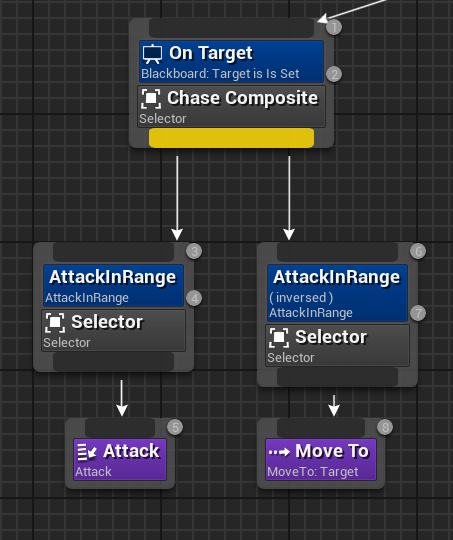 1
On Target
Blackboard: Target is Is Set
2
Chase Composite
Selector
3
AttackInRange
AttackInRange
4
Selector
Selector
5
Attack
Attack
6
AttackInRange
( inversed )
AttackInRange
7
Selector
Selector
8
Move To
MoveTo: Target